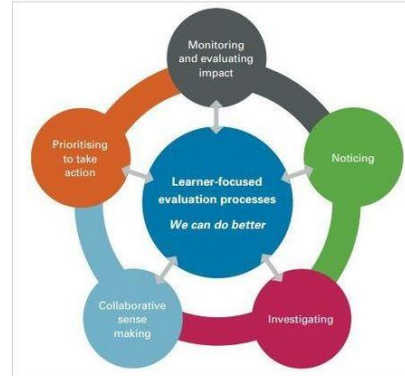 Monitoring
and evaluating
impact
Noticing
Investigating
Collaborative
sense
making
Prioritising
to take
action
Learner-focused
evaluation processes
We can do better